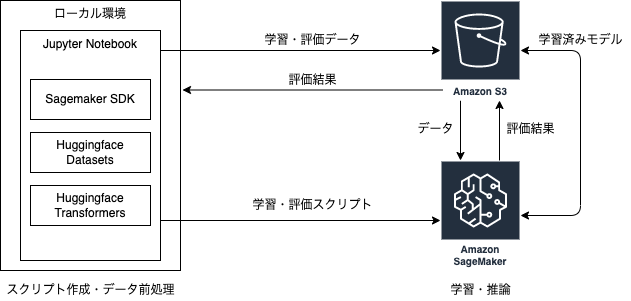 ローカル環境
Jupyter Notebook
Sagemaker SDK
Huggingface
Datasets
Huggingface
Transformers
スクリプト作成・データ前処理
学習・評価データ
評価結果
学習・評価スクリプト
Amazon S3
学習済みモデル
データ
評価結果
Amazon
SageMaker
学習・推論